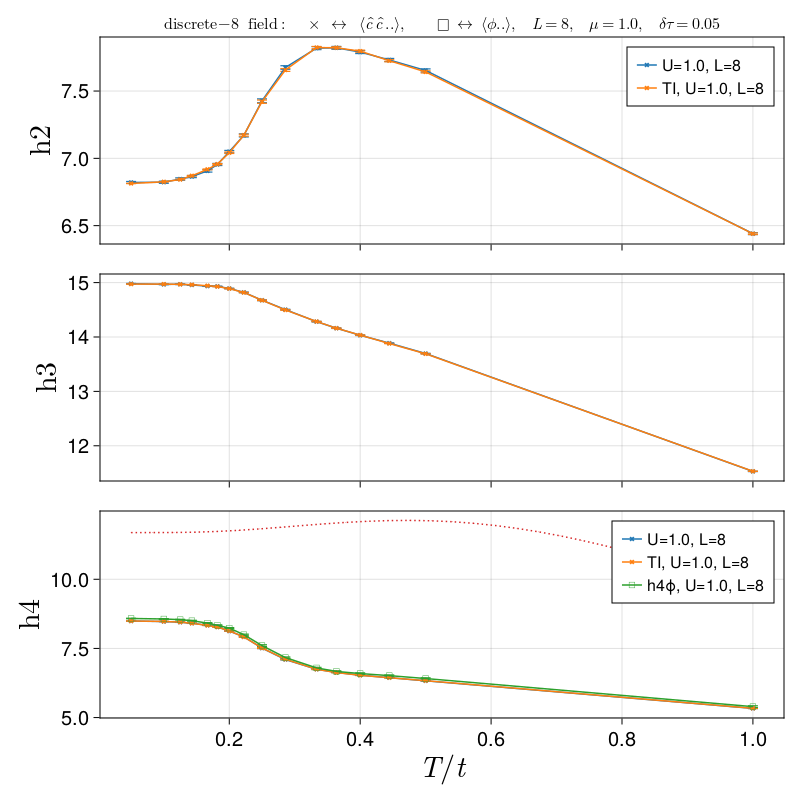 discrete−8 field: × ↔ ⟨ĉ ĉ..⟩, □ ↔ ⟨ϕ..⟩, L = 8, μ = 1.0, δτ = 0.05
h2
7.5
7.0
6.5
U=1.0, L=8
TI, U=1.0, L=8
h3
15
14
13
12
h4
10.0
7.5
5.0
U=1.0, L=8
TI, U=1.0, L=8
h4ϕ, U=1.0, L=8
0.2 0.4 0.6 0.8 1.0
T/t